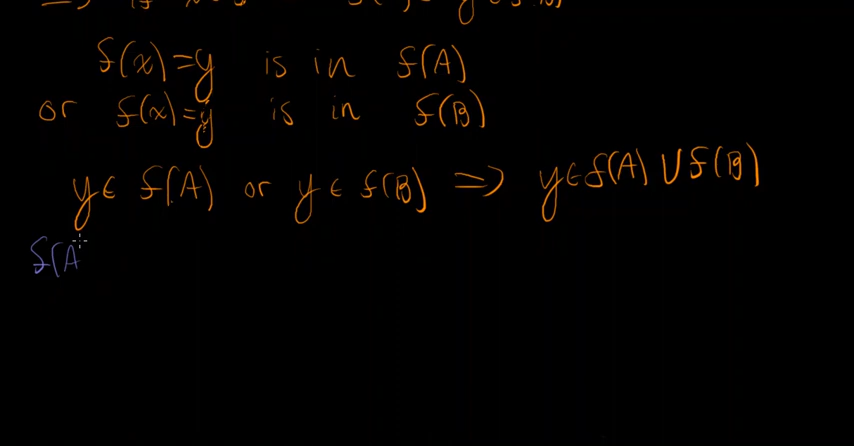 f(x)=y is in f(A)
or f(x)=y is in f(B)
y∈ f(A) or y∈ f(B) ⟹ y∈f(A) ∪ f(B)
f(A